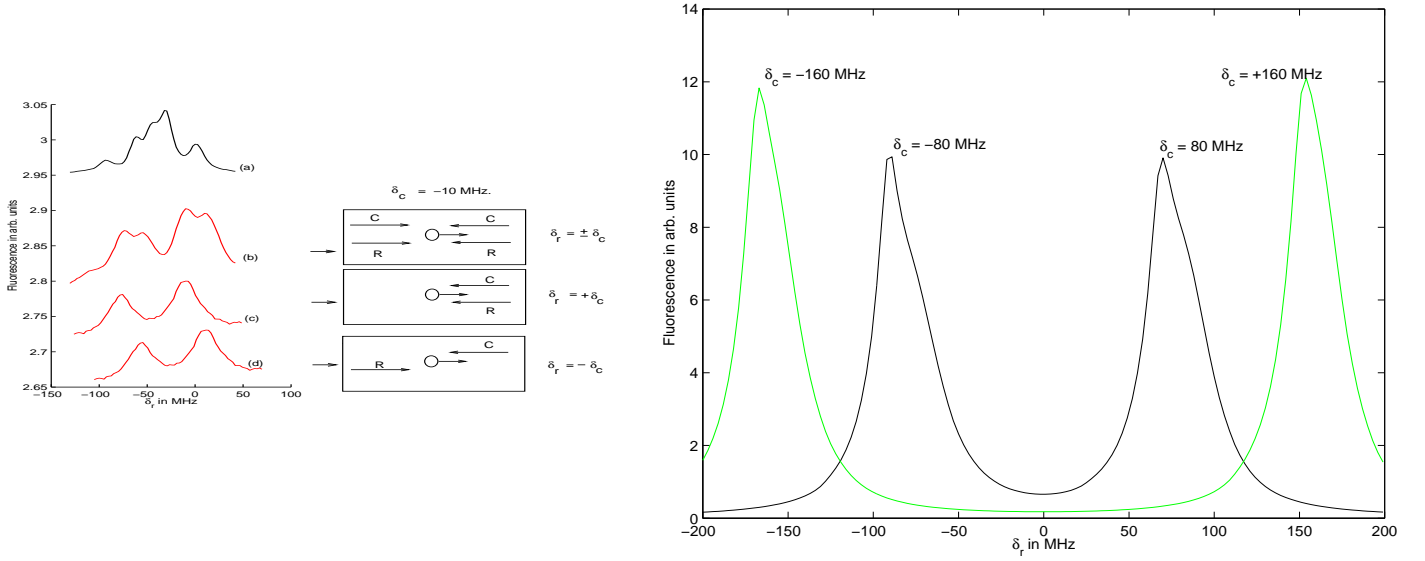 3.05
3
2.95
2.9
2.85
2.8
2.75
2.7
2.65
−150
−100
−50
0
50
100
Fluorescence in arb. units
δr in MHz
(a)
(b)
(c)
(d)
δc = −10 MHz.
C
C
R
R
δr = ± δc
C
R
δr = +δc
R
C
δr = − δc
14
12
10
8
6
4
2
0
−200
−150
−100
−50
0
50
100
150
200
Fluorescence in arb. units
δr in MHz
δc = −160 MHz
δc = +160 MHz
δc = −80 MHz
δc = 80 MHz